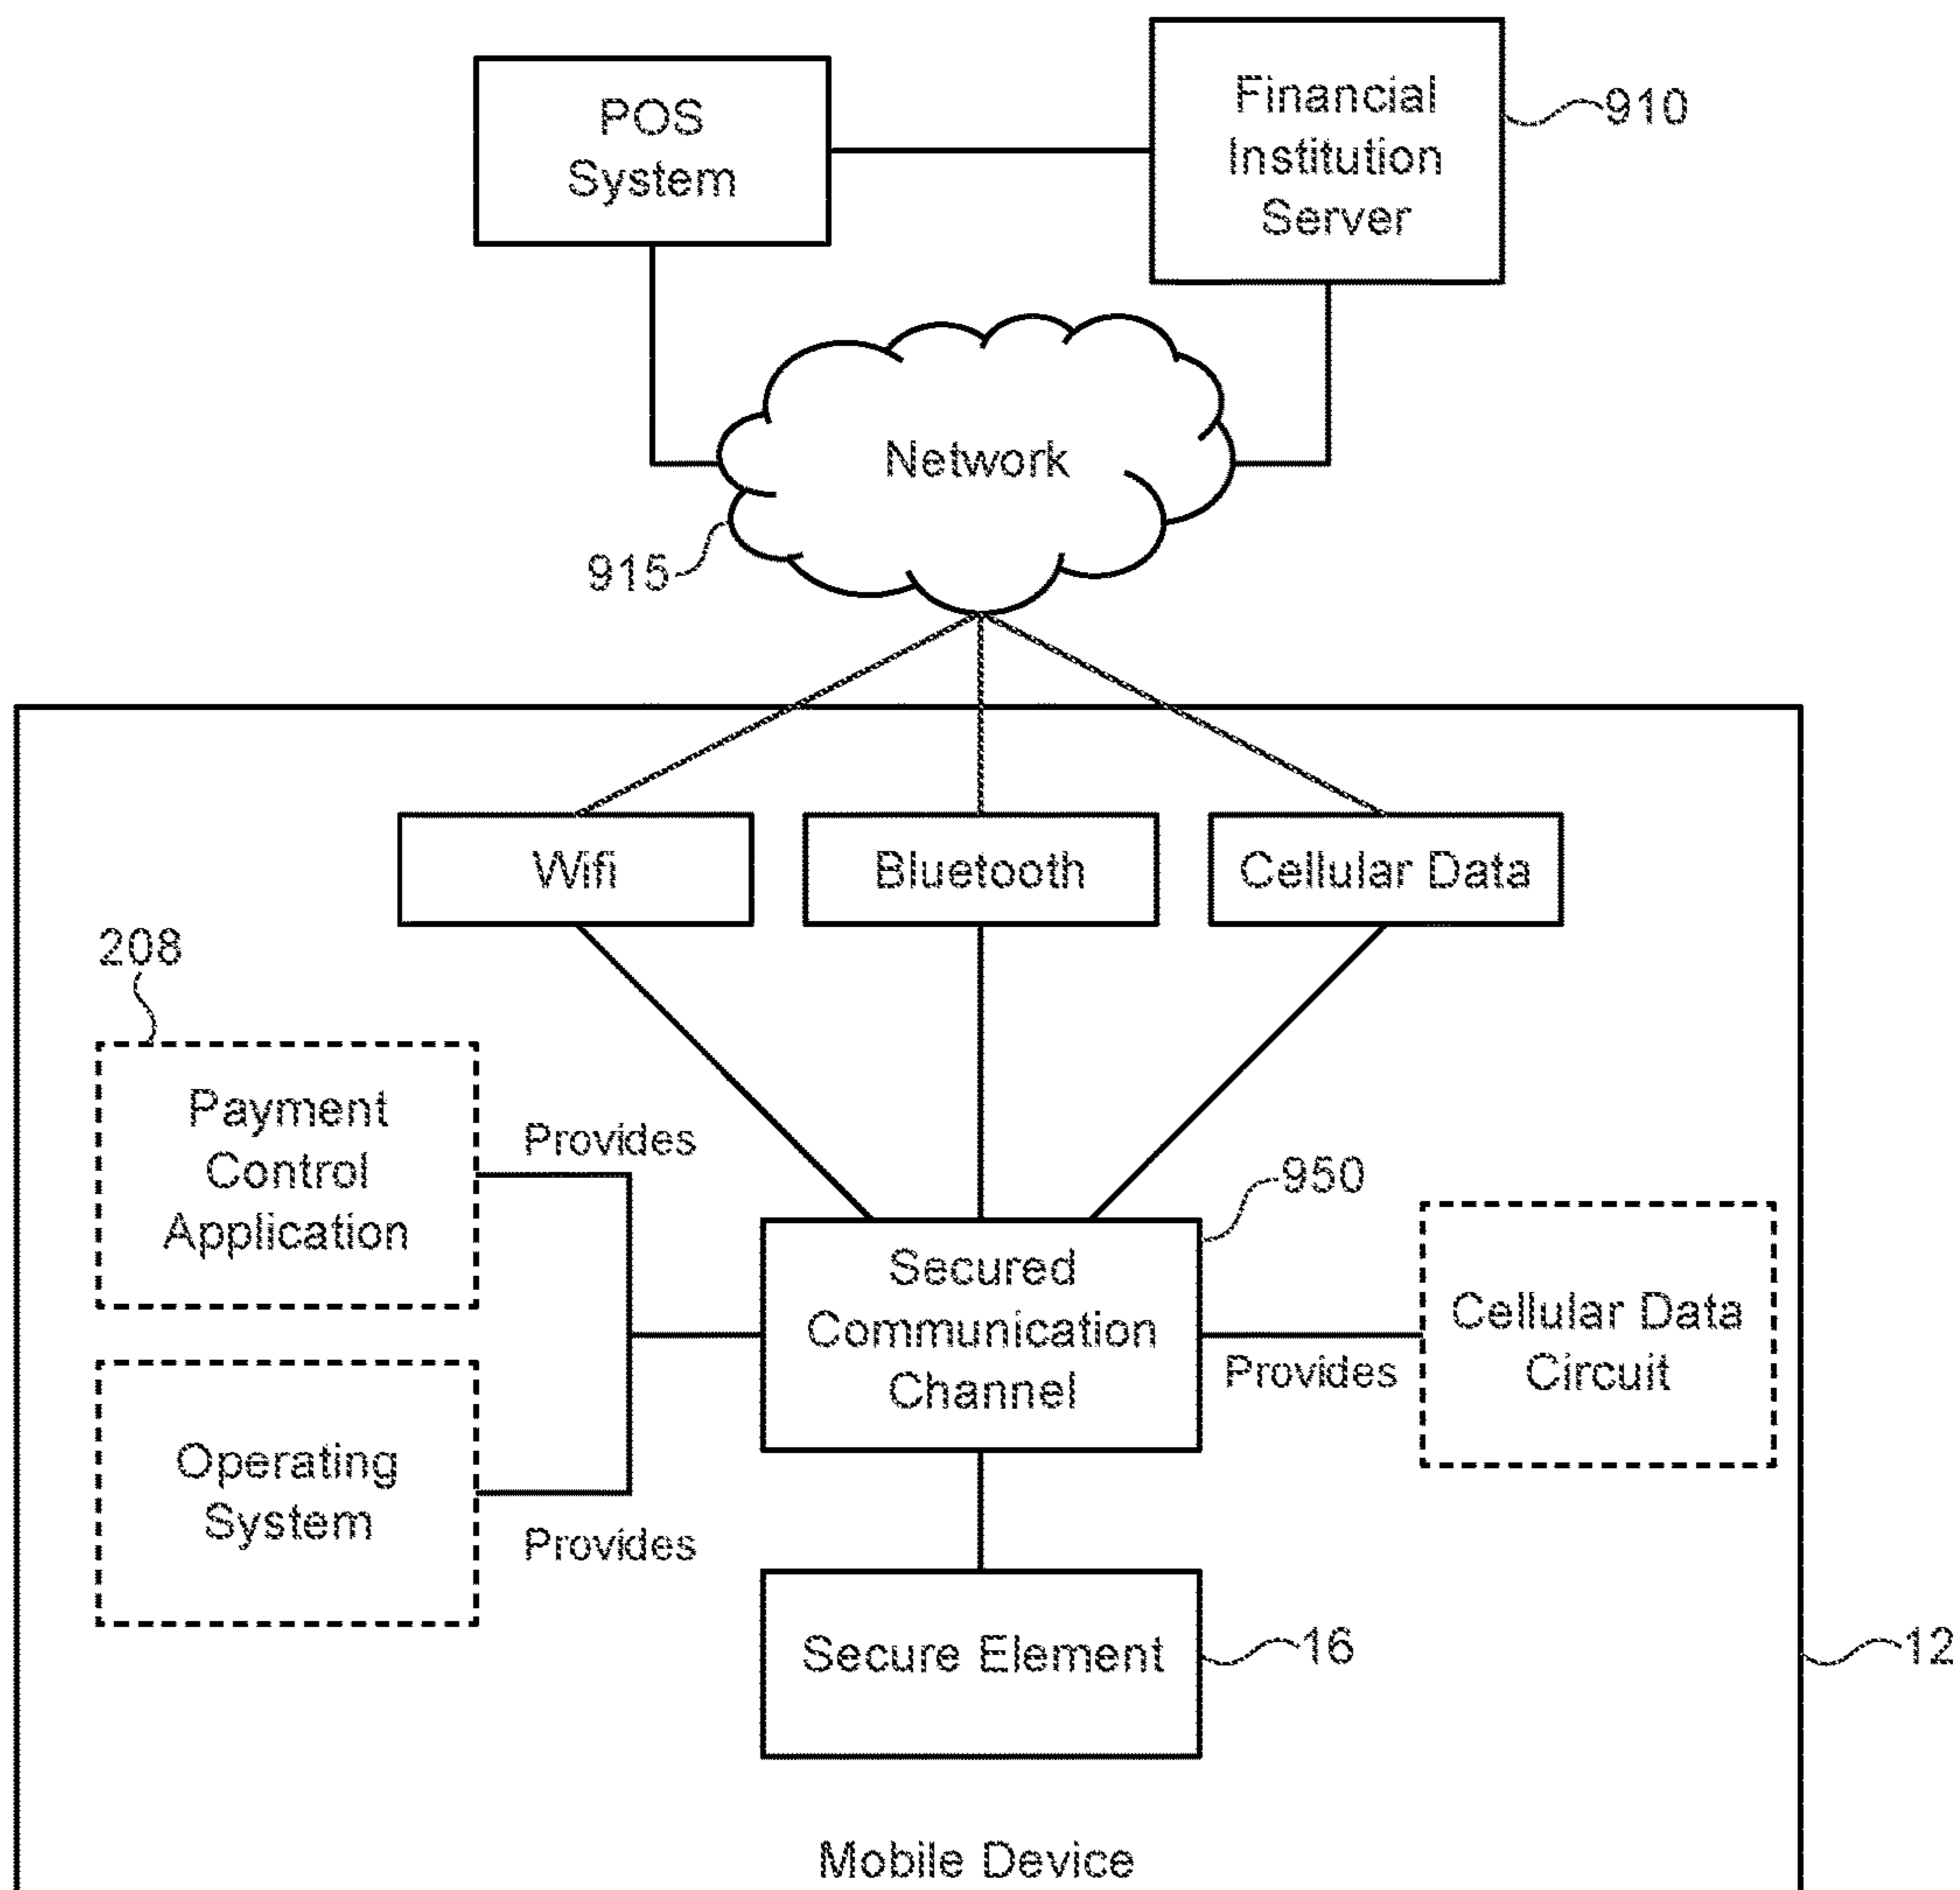 POS
System
Financial
Institution
Server
910
Network
915
Wifi
Bluetooth
Cellular Data
208
Payment
Control
Application
Provides
950
Secured
Communication
Channel
Provides
Cellular Data
Circuit
Operating
System
Provides
Secure Element
16
12
Mobile Device